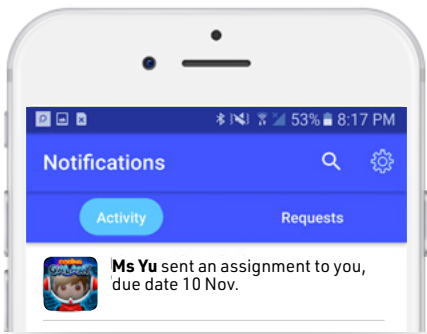 53% 8:17 PM
Notifications
Activity Requests
Ms Yu sent an assignment to you,
due date 10 Nov.